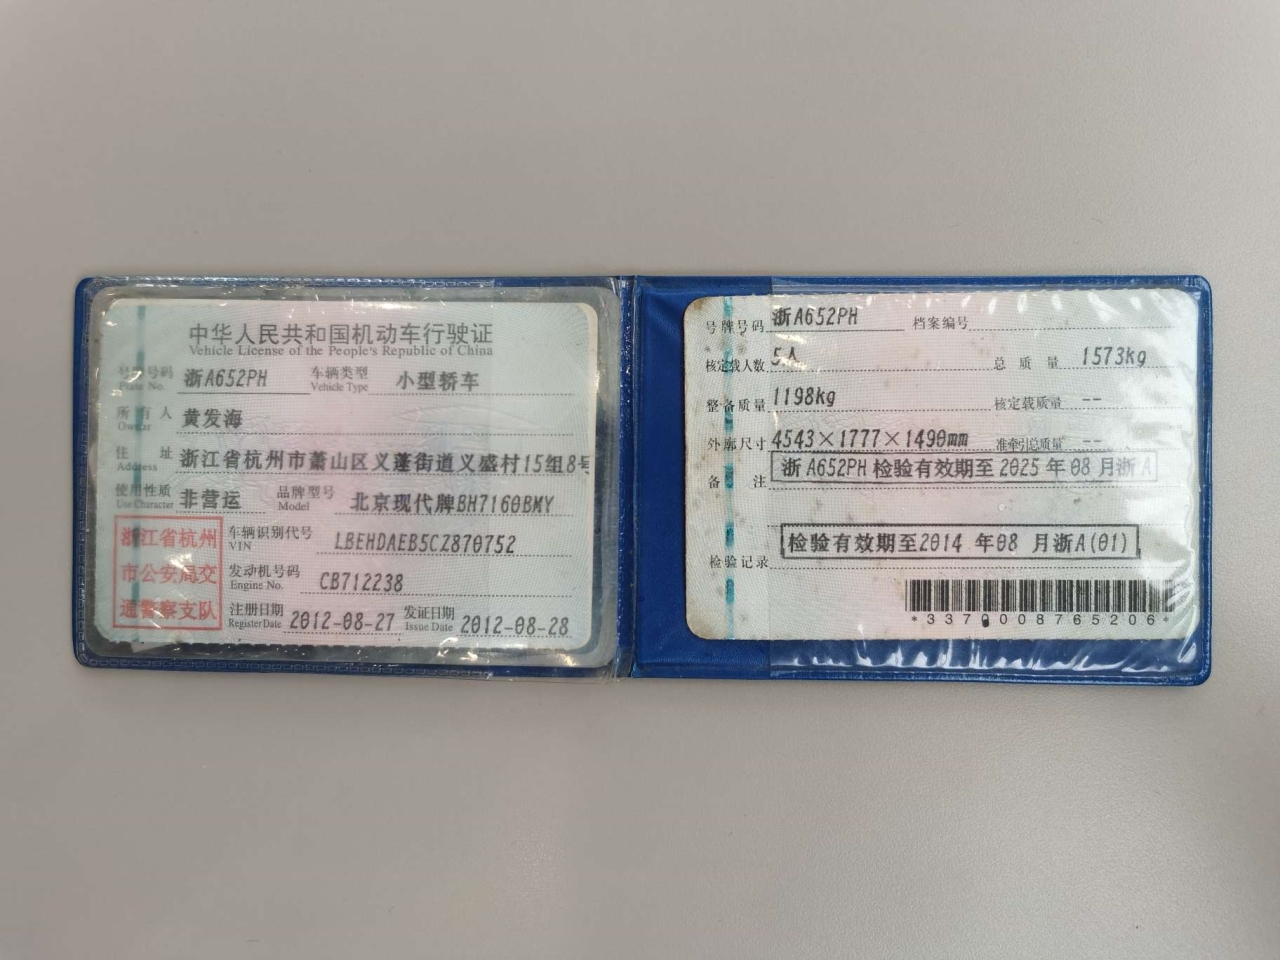 中华人民共和国机动车行驶证
Vehicle License of the People's Republic of China
号牌号码 浙A652PH 车辆类型 小型轿车
Plate No. Vehicle Type
所有人 黄发海
Owner
住址 浙江省杭州市萧山区义蓬街道义盛村15组8号
Address
使用性质 非营运 品牌型号 北京现代牌BH7160BMY
Use Character Model
浙江省杭州
市公安局交
通警察支队
车辆识别代号 LBEHDAEB5CZ870752
VIN
发动机号码 CB712238
Engine No.
注册日期 2012-08-27 发证日期 2012-08-28
Register Date Issue Date
号牌号码 浙A652PH 档案编号
核定载人数 5人 总质量 1573kg
整备质量 1198kg 核定载质量 --
外廓尺寸 4543×1777×1490mm 准牵引总质量 --
备注 浙A652PH 检验有效期至 2025 年 08 月浙A
检验记录 检验有效期至2014 年08 月浙A(01)
*3370008765206*